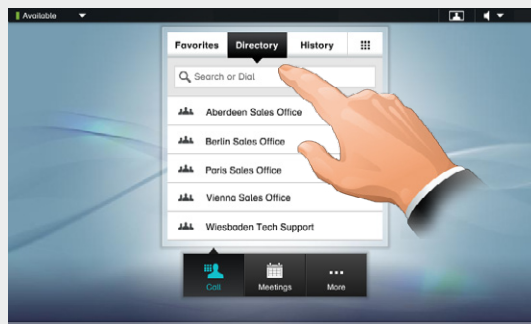 Available
Favorites Directory History
Search or Dial
Aberdeen Sales Office
Berlin Sales Office
Paris Sales Office
Vienna Sales Office
Wiesbaden Tech Support
Call Meetings More